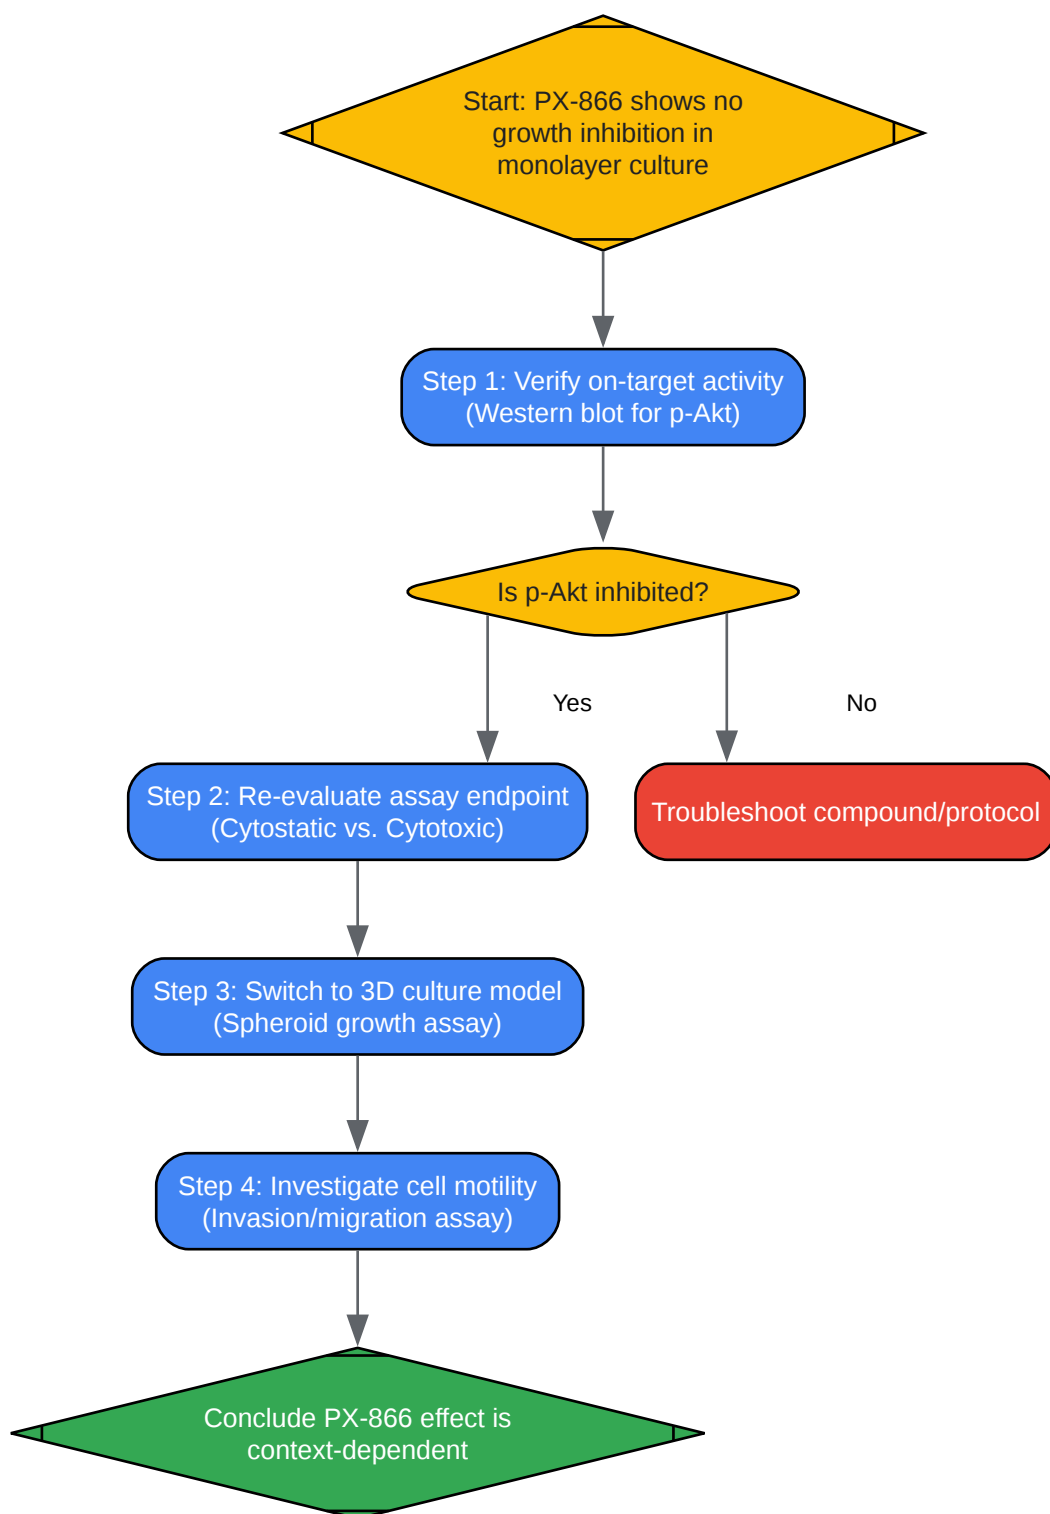 Start: PX-866 shows no
growth inhibition in
monolayer culture
Step 1: Verify on-target activity
(Western blot for p-Akt)
Is p-Akt inhibited?
Yes
No
Step 2: Re-evaluate assay endpoint
(Cytostatic vs. Cytotoxic)
Troubleshoot compound/protocol
Step 3: Switch to 3D culture model
(Spheroid growth assay)
Step 4: Investigate cell motility
(Invasion/migration assay)
Conclude PX-866 effect is
context-dependent